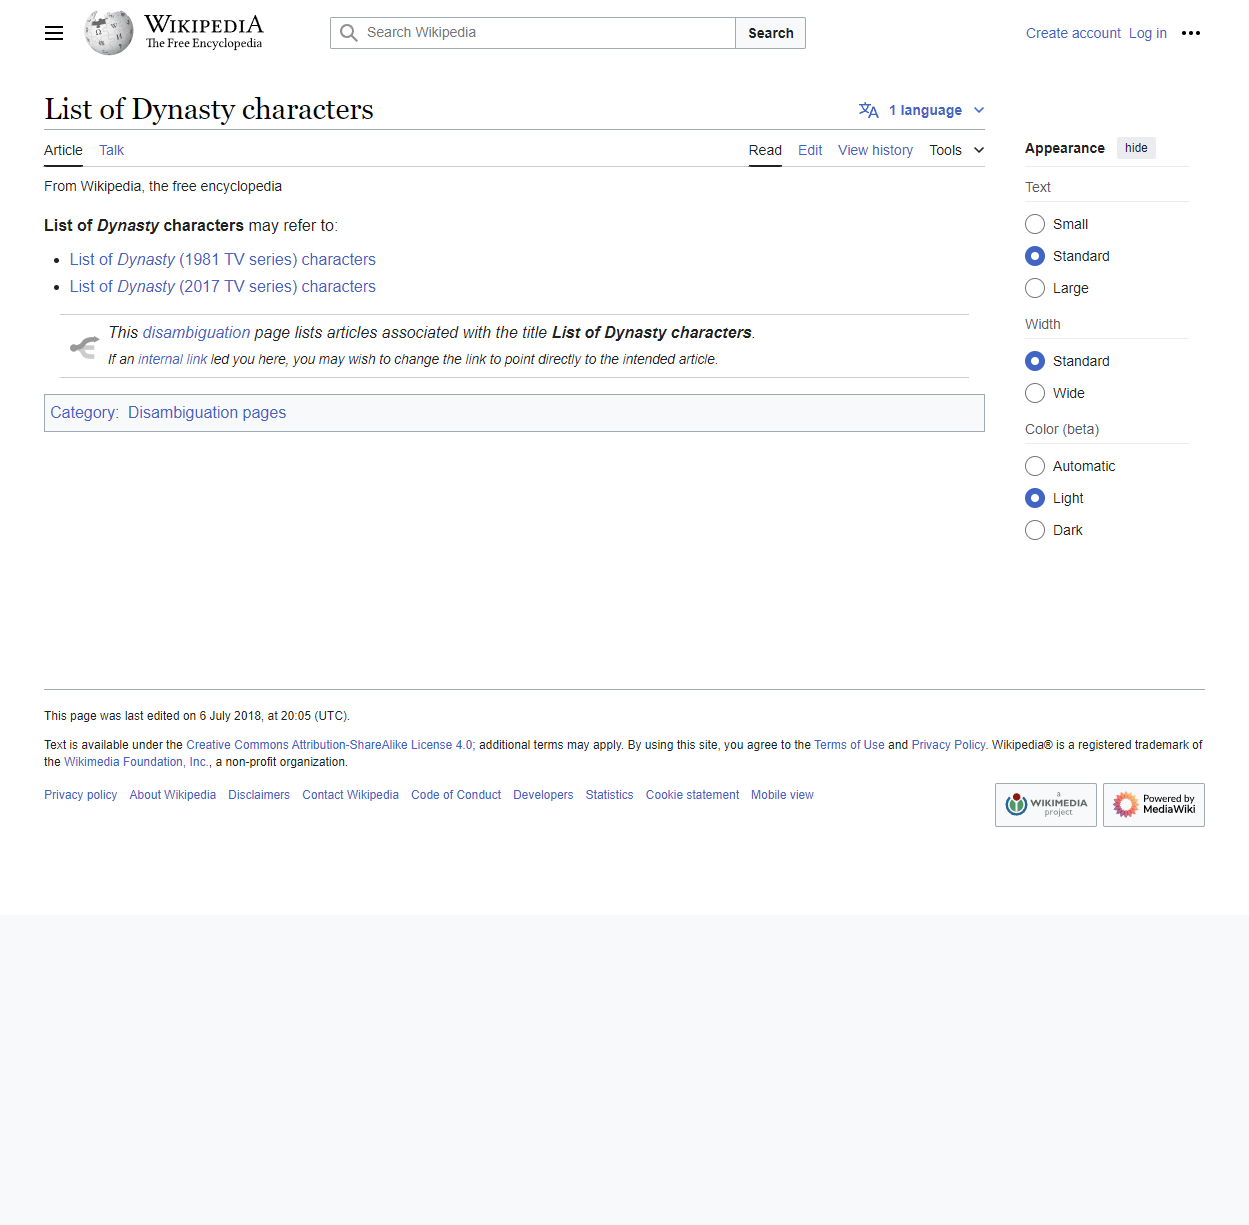 WIKIPEDIA
The Free Encyclopedia
Search Wikipedia
Search
Create account Log in
List of Dynasty characters
1 language
Article Talk
Read Edit View history Tools
From Wikipedia, the free encyclopedia
List of Dynasty characters may refer to:
List of Dynasty (1981 TV series) characters
List of Dynasty (2017 TV series) characters
This disambiguation page lists articles associated with the title List of Dynasty characters.
If an internal link led you here, you may wish to change the link to point directly to the intended article.
Category: Disambiguation pages
Appearance hide
Text
Small
Standard
Large
Width
Standard
Wide
Color (beta)
Automatic
Light
Dark
This page was last edited on 6 July 2018, at 20:05 (UTC).
Text is available under the Creative Commons Attribution-ShareAlike License 4.0; additional terms may apply. By using this site, you agree to the Terms of Use and Privacy Policy. Wikipedia® is a registered trademark of
the Wikimedia Foundation, Inc., a non-profit organization.
Privacy policy About Wikipedia Disclaimers Contact Wikipedia Code of Conduct Developers Statistics Cookie statement Mobile view
a
WIKIMEDIA
project
Powered by
MediaWiki